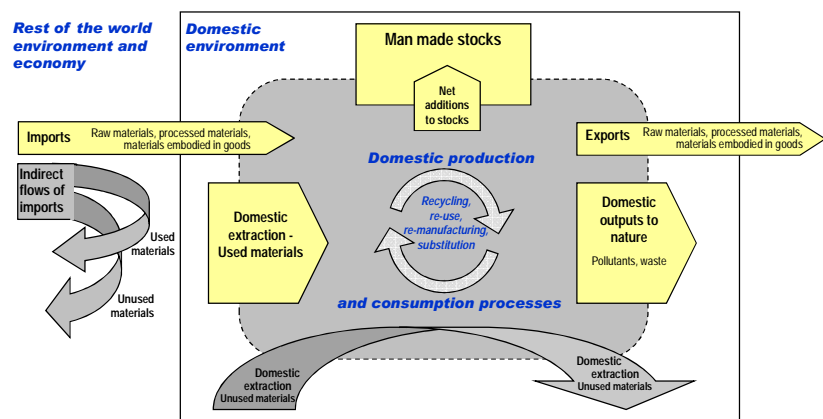 Rest of the world
environment and
economy
Domestic
environment
Man made stocks
Net
additions
to stocks
Imports
Raw materials, processed materials,
materials embodied in goods
Exports
Raw materials, processed materials,
materials embodied in goods
Indirect
flows of
imports
Used
materials
Unused
materials
Domestic
extraction -
Used materials
Domestic production
Recycling,
re-use,
re-manufacturing,
substitution
and consumption processes
Domestic
outputs to
nature
Pollutants, waste
Domestic
extraction
Unused materials
Domestic
extraction
Unused materials